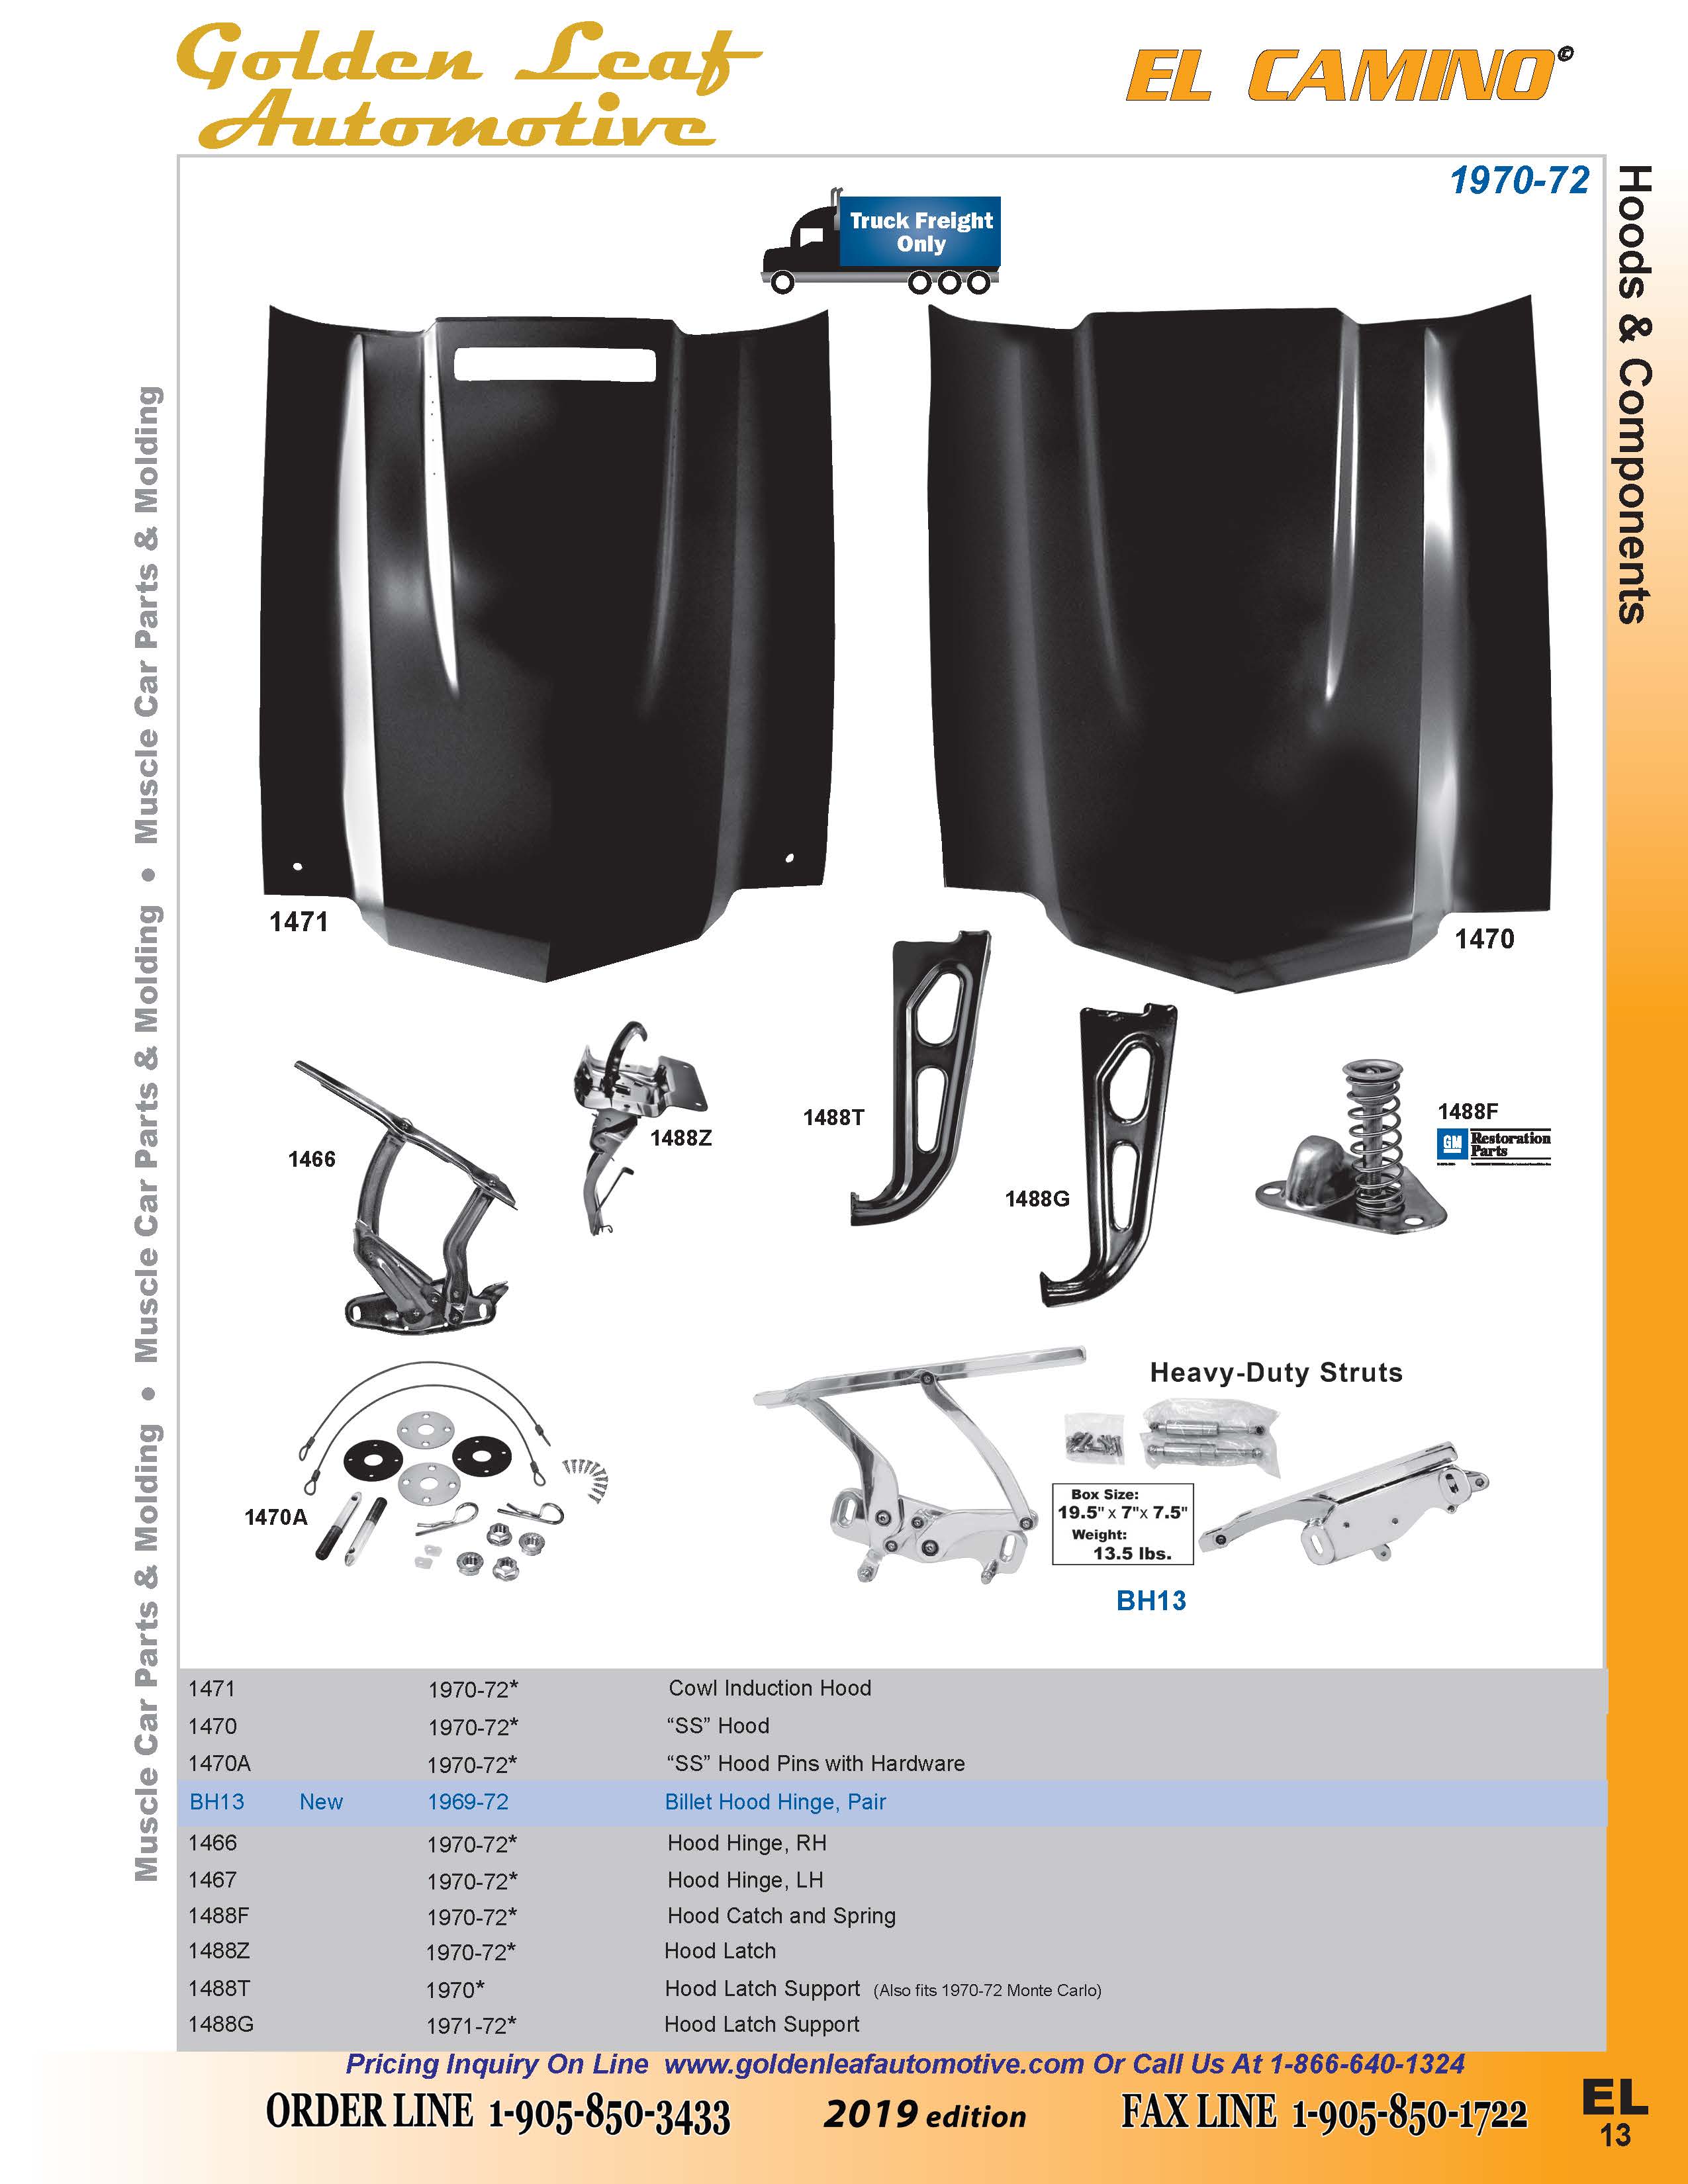 Golden Leaf
Automotive
EL CAMINO©
1970-72
Hoods & Components
Truck Freight
Only
Muscle Car Parts & Molding • Muscle Car Parts & Molding • Muscle Car Parts & Molding
1471
1470
1466
1488Z
1488T
1488G
1488F
GM Restoration
Parts
1470A
Heavy-Duty Struts
Box Size:
19.5" x 7"x 7.5"
Weight:
13.5 lbs.
BH13
1471 1970-72* Cowl Induction Hood
1470 1970-72* “SS” Hood
1470A 1970-72* “SS” Hood Pins with Hardware
BH13 New 1969-72 Billet Hood Hinge, Pair
1466 1970-72* Hood Hinge, RH
1467 1970-72* Hood Hinge, LH
1488F 1970-72* Hood Catch and Spring
1488Z 1970-72* Hood Latch
1488T 1970* Hood Latch Support (Also fits 1970-72 Monte Carlo)
1488G 1971-72* Hood Latch Support
Pricing Inquiry On Line www.goldenleafautomotive.com Or Call Us At 1-866-640-1324
ORDER LINE 1-905-850-3433 2019 edition FAX LINE 1-905-850-1722
EL
13